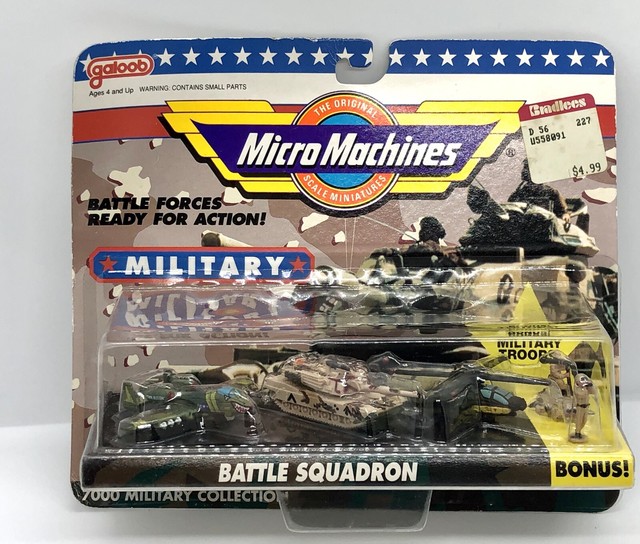 galoob
Ages 4 and Up WARNING: CONTAINS SMALL PARTS
Bradlees
D 56 227
U558091
$4.99
THE ORIGINAL
Micro Machines
®
SCALE MINIATURES
BATTLE FORCES
READY FOR ACTION!
MILITARY
MILITARY
TROOPS
BATTLE SQUADRON
BONUS!
7000 MILITARY COLLECTION